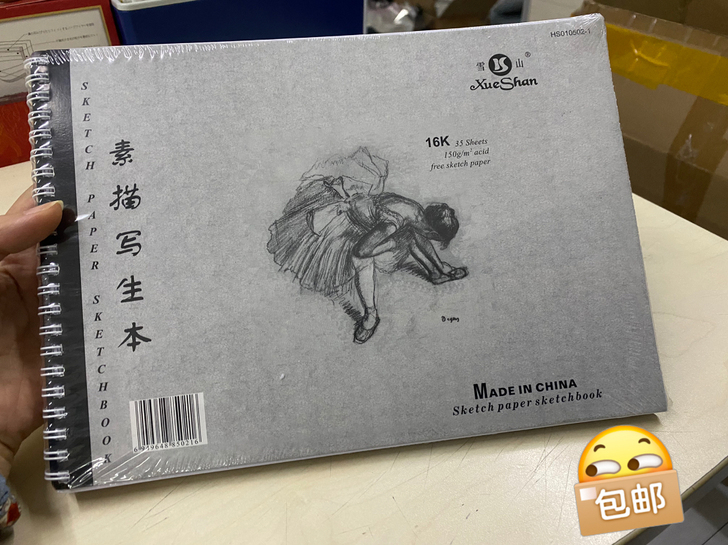 HS010502-1
雪 山 ®
XueShan
16K 35 Sheets
150g/m² acid
free sketch paper
SKETCH PAPER SKETCHBOOK
素描写生本
MADE IN CHINA
Sketch paper sketchbook
包邮